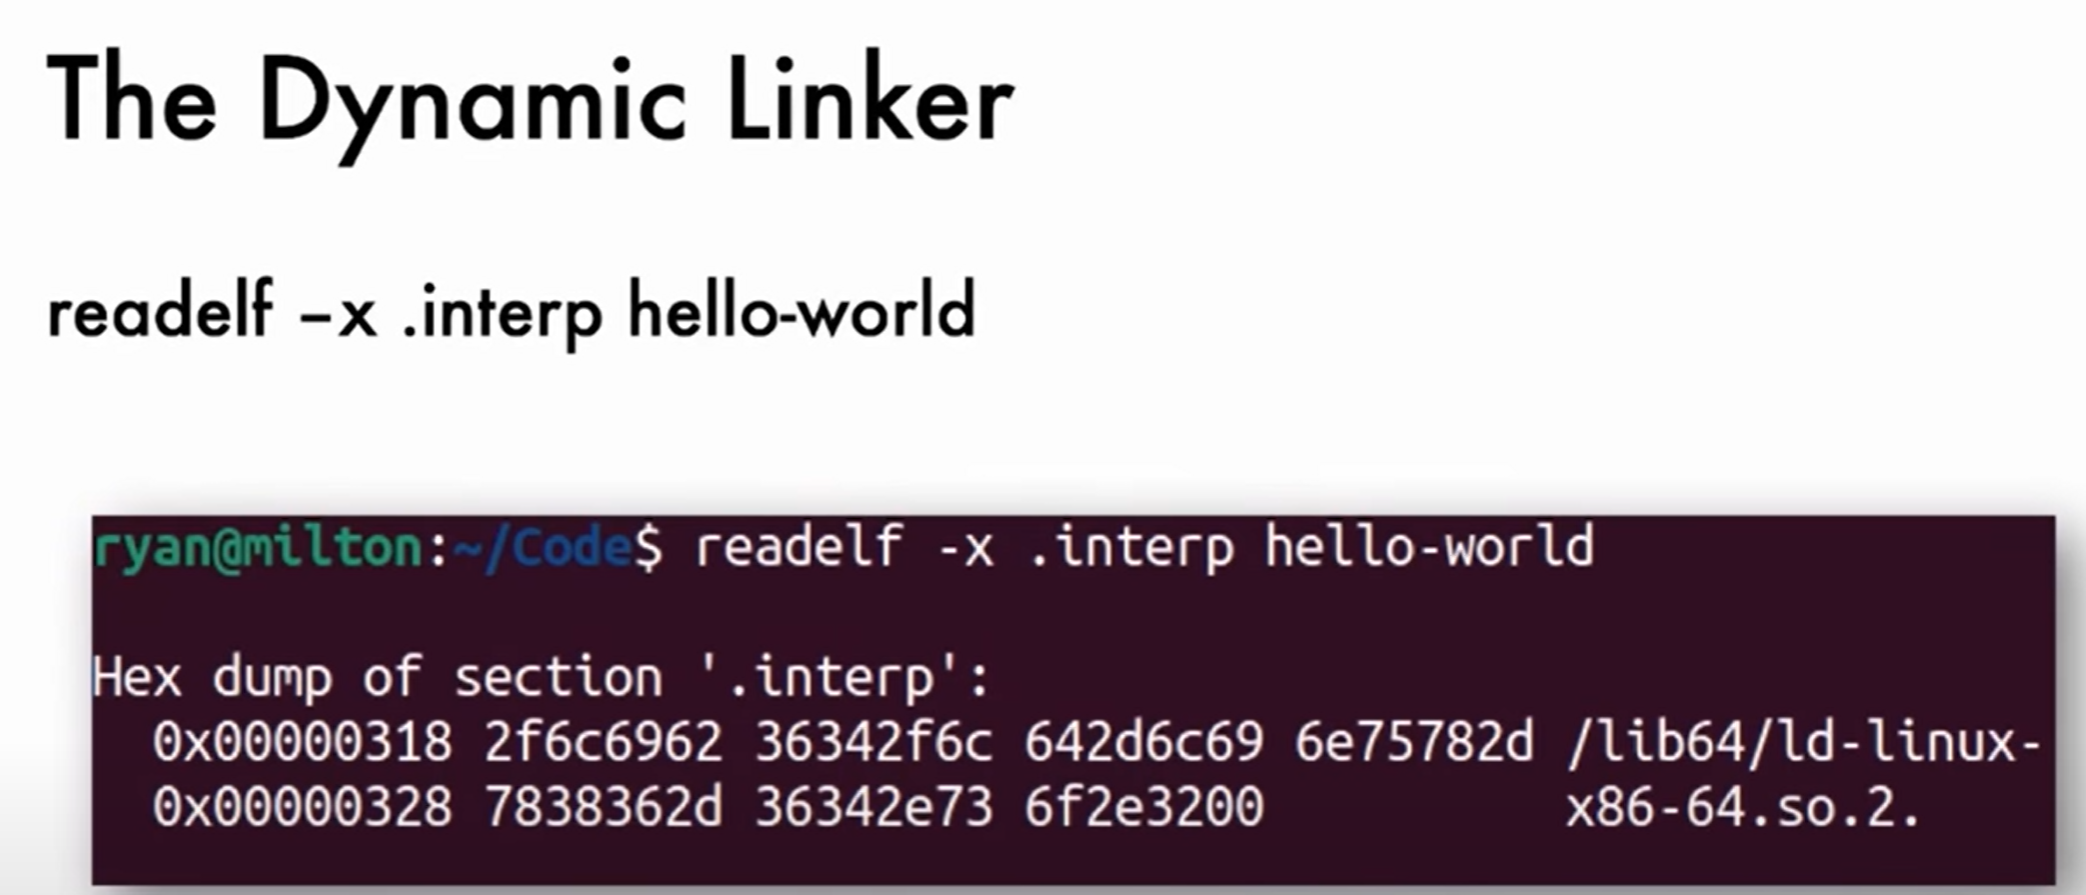 The Dynamic Linker
readelf –x .interp hello-world
ryan@milton:~/Code$ readelf -x .interp hello-world
Hex dump of section '.interp':
  0x00000318 2f6c6962 36342f6c 642d6c69 6e75782d /lib64/ld-linux-
  0x00000328 7838362d 36342e73 6f2e3200          x86-64.so.2.